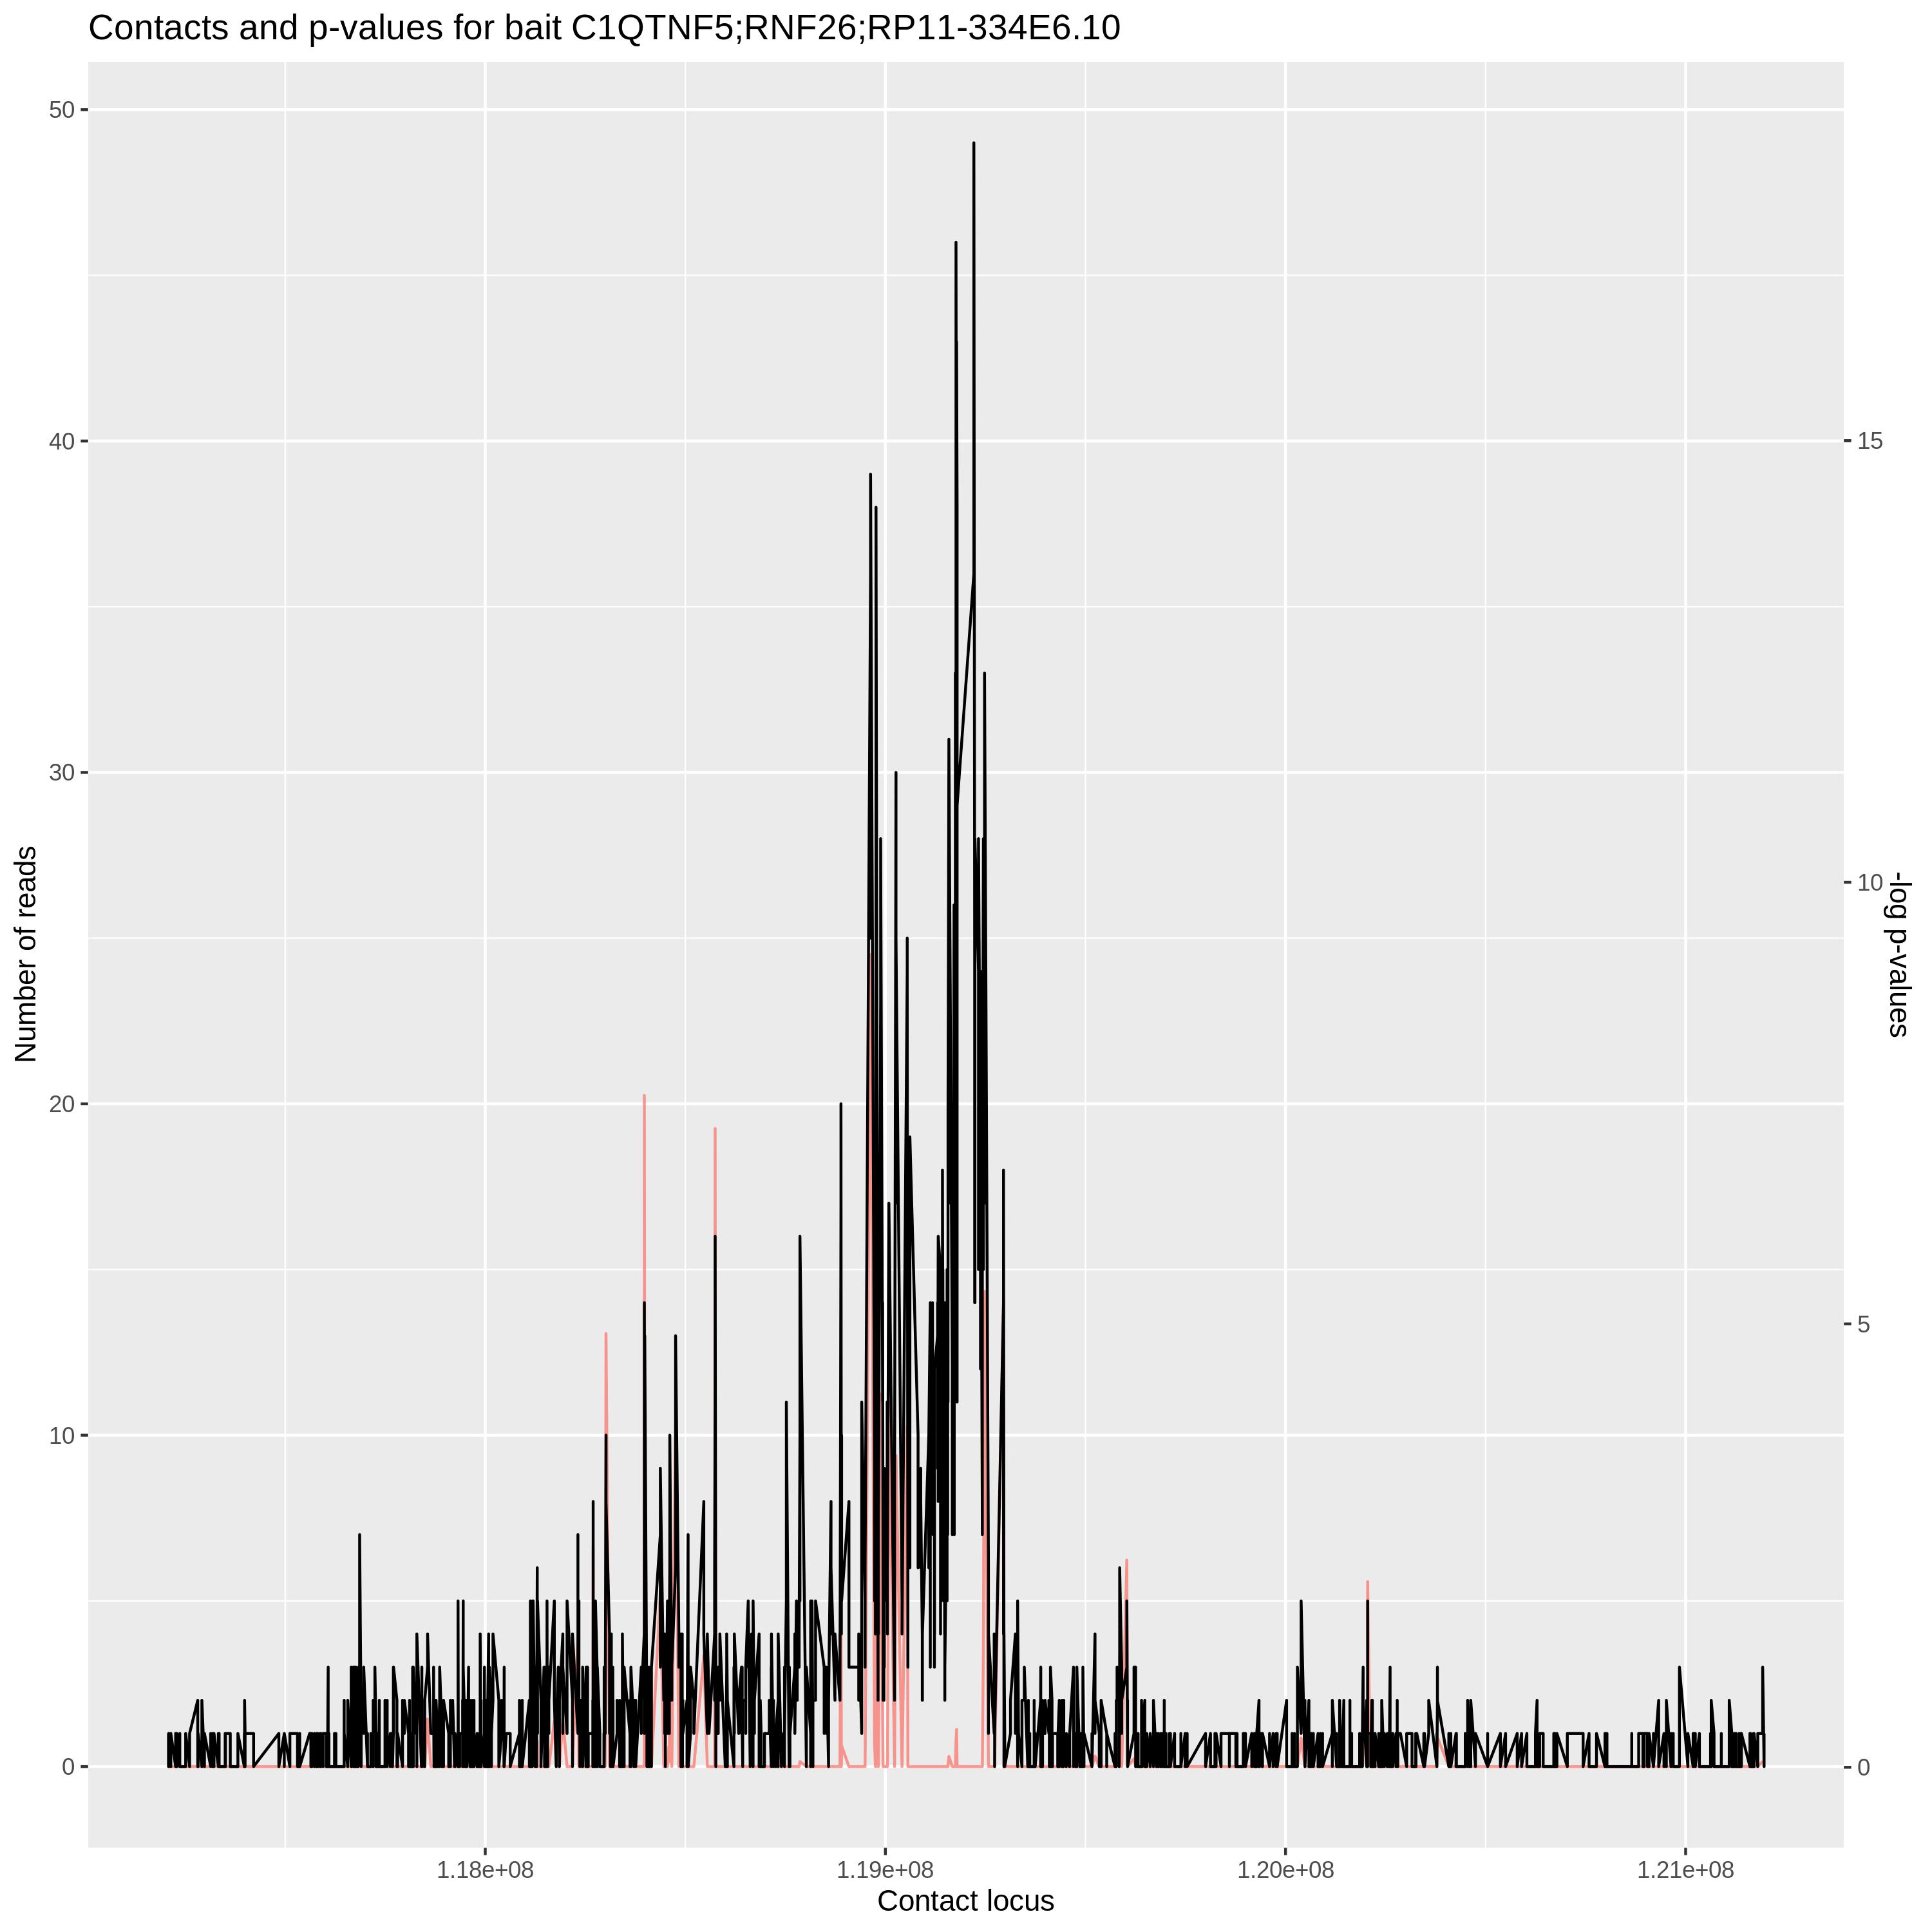 Contacts and p-values for bait C1QTNF5;RNF26;RP11-334E6.10
50
40
30
20
10
0
Number of reads
15
10
5
0
-log p-values
1.18e+08
1.19e+08
1.20e+08
1.21e+08
Contact locus